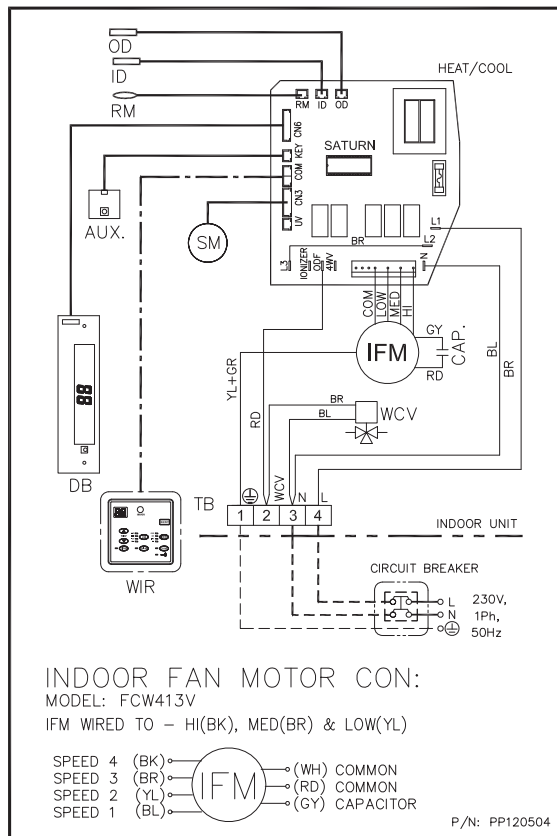 OD
ID
RM
HEAT/COOL
RM ID OD
CN6
KEY
COM
CN3
UV
SATURN
AUX.
SM
L1
BR
L2
L3
IONIZER
ODF
4WV
N
COM
LOW
MED
HI
IFM
GY
CAP.
RD
YL+GR
RD
BL
BR
88
DB
BR
BL
WCV
WCV
N
L
TB
1 2 3 4
INDOOR UNIT
WIR
CIRCUIT BREAKER
L
N
230V,
1Ph,
50Hz
INDOOR FAN MOTOR CON:
MODEL: FCW413V
IFM WIRED TO – HI(BK), MED(BR) & LOW(YL)
SPEED 4 (BK)
SPEED 3 (BR)
SPEED 2 (YL)
SPEED 1 (BL)
IFM
(WH) COMMON
(RD) COMMON
(GY) CAPACITOR
P/N: PP120504